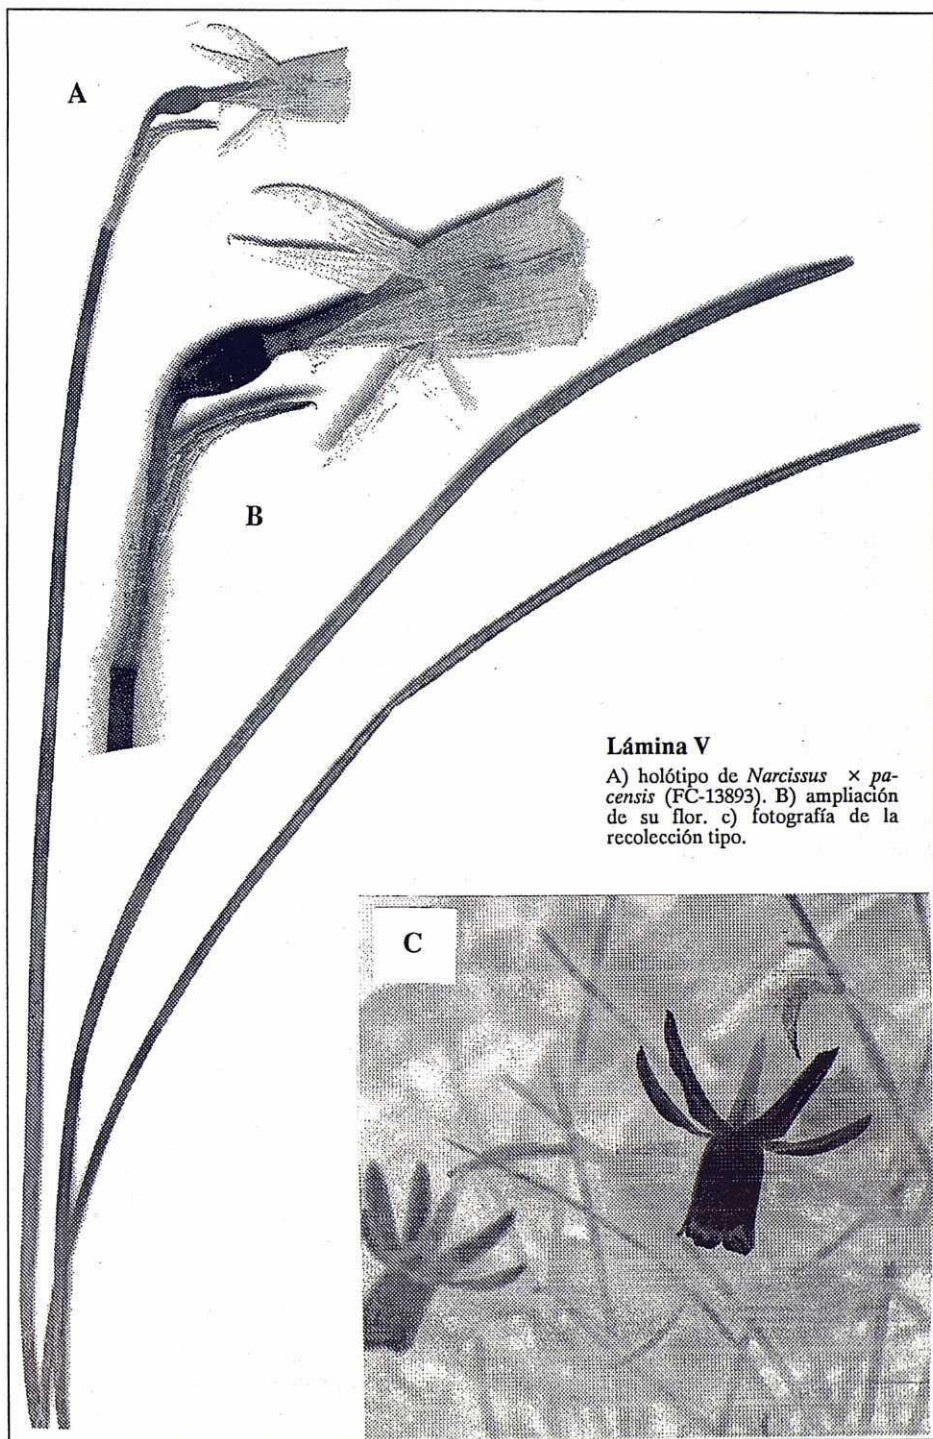 A
B
Lámina V
A) holótipo de Narcissus × pa-
censis (FC-13893). B) ampliación
de su flor. c) fotografía de la
recolección tipo.
C